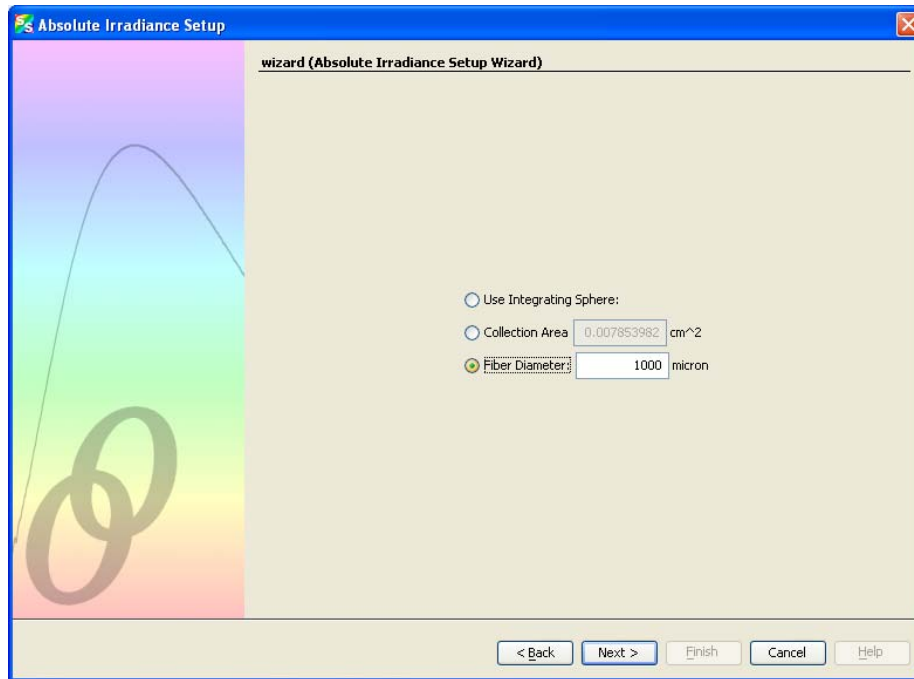 Absolute Irradiance Setup
wizard (Absolute Irradiance Setup Wizard)
Use Integrating Sphere:
Collection Area 0.007853982 cm^2
Fiber Diameter: 1000 micron
< Back Next > Finish Cancel Help